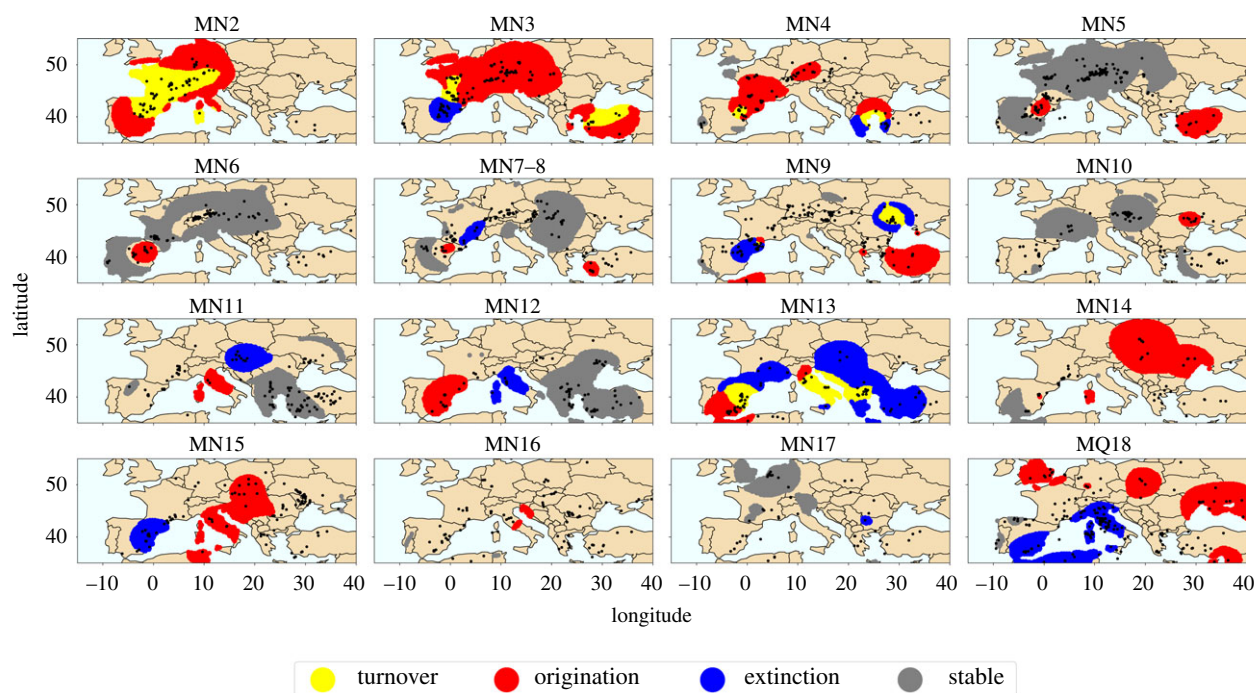 MN2 MN3 MN4 MN5
50
40
MN6 MN7–8 MN9 MN10
50
40
latitude
MN11 MN12 MN13 MN14
50
40
MN15 MN16 MN17 MQ18
50
40
–10 0 10 20 30 40 –10 0 10 20 30 40 –10 0 10 20 30 40 –10 0 10 20 30 40
longitude
turnover origination extinction stable